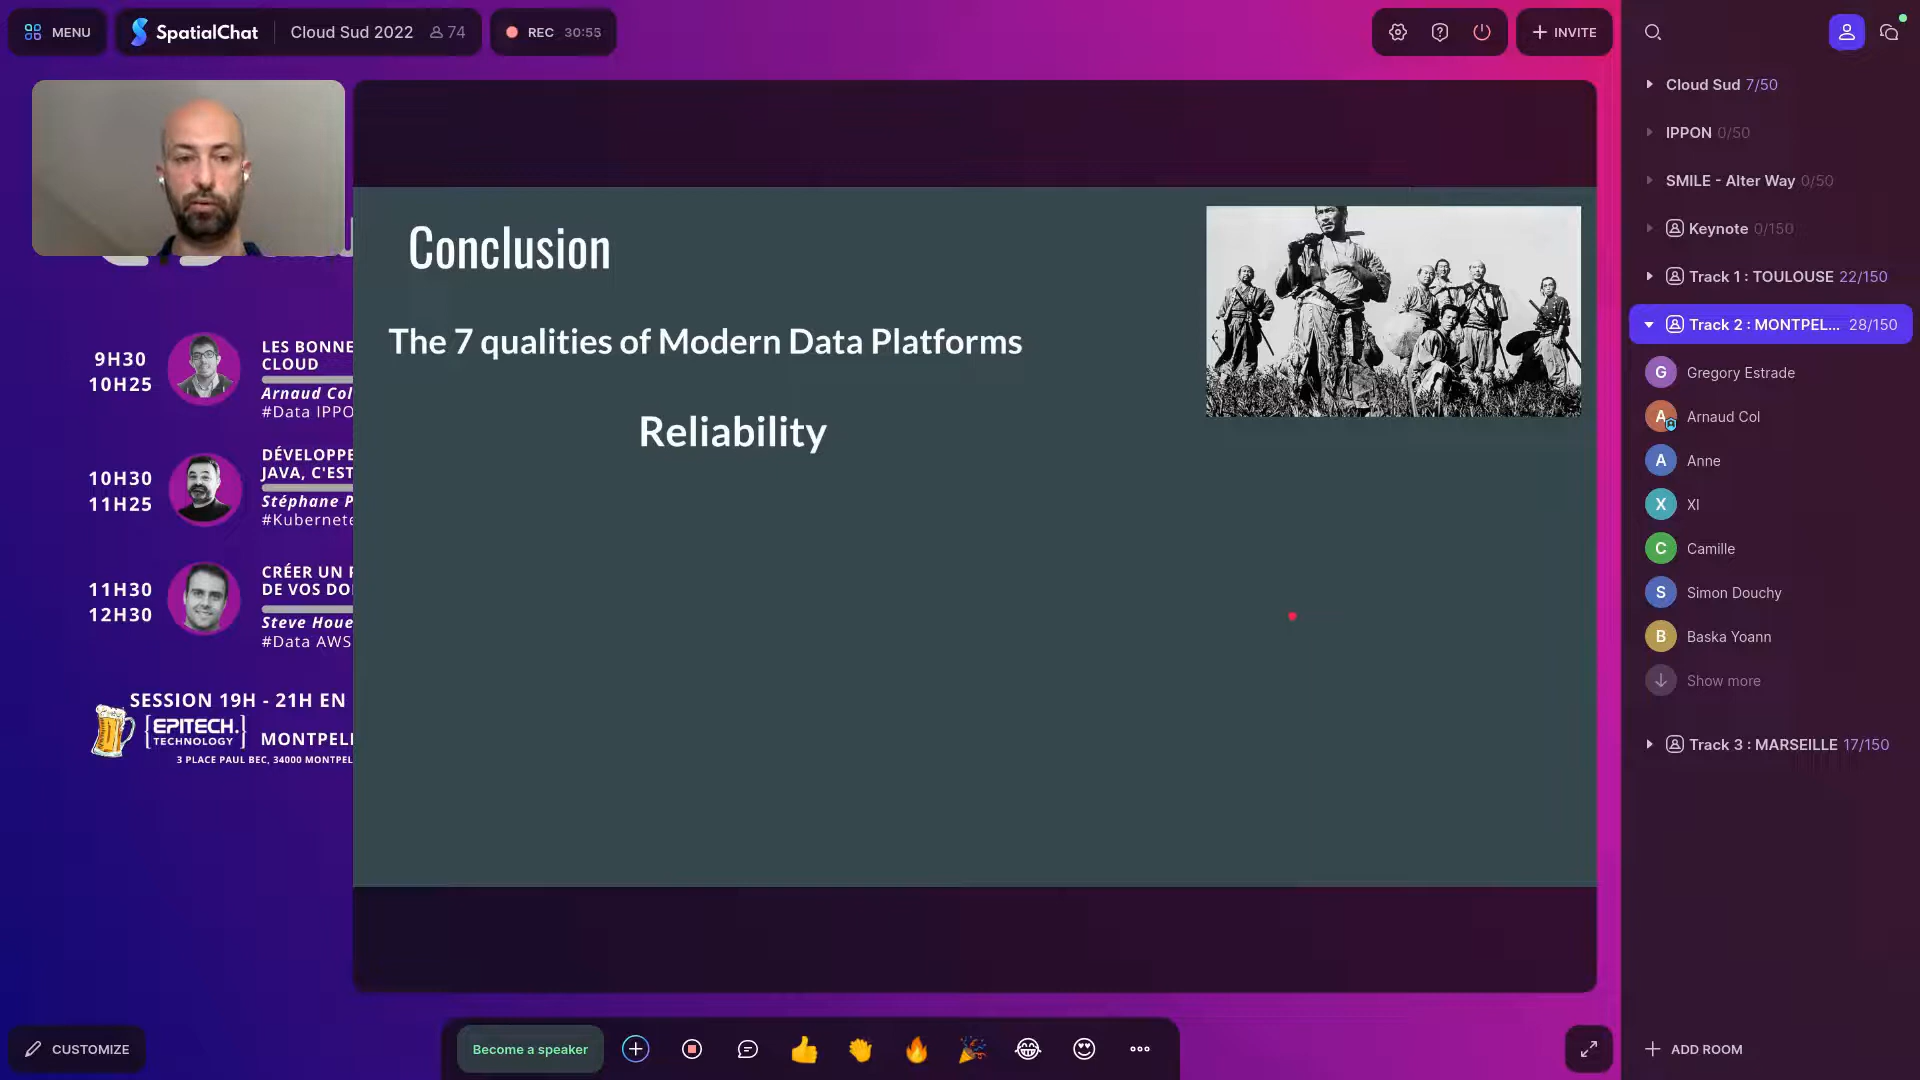 MENU
SpatialChat
Cloud Sud 2022
74
REC 30:55
INVITE
Conclusion
The 7 qualities of Modern Data Platforms
Reliability
9H30
10H25
LES BONNE
CLOUD
Arnaud Col
#Data IPPO
10H30
11H25
DÉVELOPPE
JAVA, C'EST
Stéphane P
#Kubernete
11H30
12H30
CRÉER UN
DE VOS DO
Steve Houe
#Data AWS
SESSION 19H - 21H EN
[EPITECH.]
TECHNOLOGY
MONTPELL
3 PLACE PAUL BEC, 34000 MONTPEL
Cloud Sud 7/50
IPPON 0/50
SMILE - Alter Way 0/50
Keynote 0/150
Track 1 : TOULOUSE 22/150
Track 2 : MONTPEL... 28/150
G Gregory Estrade
A Arnaud Col
A Anne
X XI
C Camille
S Simon Douchy
B Baska Yoann
Show more
Track 3 : MARSEILLE 17/150
CUSTOMIZE
Become a speaker
ADD ROOM